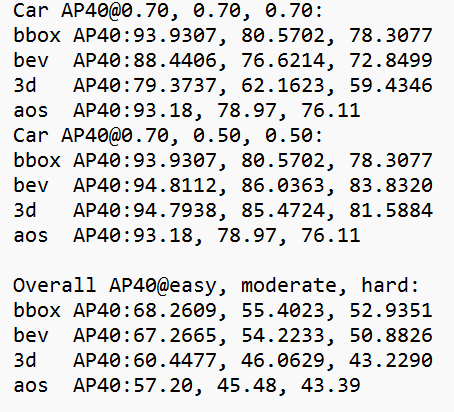 Car AP40@0.70, 0.70, 0.70:
bbox AP40:93.9307, 80.5702, 78.3077
bev  AP40:88.4406, 76.6214, 72.8499
3d   AP40:79.3737, 62.1623, 59.4346
aos  AP40:93.18, 78.97, 76.11
Car AP40@0.70, 0.50, 0.50:
bbox AP40:93.9307, 80.5702, 78.3077
bev  AP40:94.8112, 86.0363, 83.8320
3d   AP40:94.7938, 85.4724, 81.5884
aos  AP40:93.18, 78.97, 76.11

Overall AP40@easy, moderate, hard:
bbox AP40:68.2609, 55.4023, 52.9351
bev  AP40:67.2665, 54.2233, 50.8826
3d   AP40:60.4477, 46.0629, 43.2290
aos  AP40:57.20, 45.48, 43.39